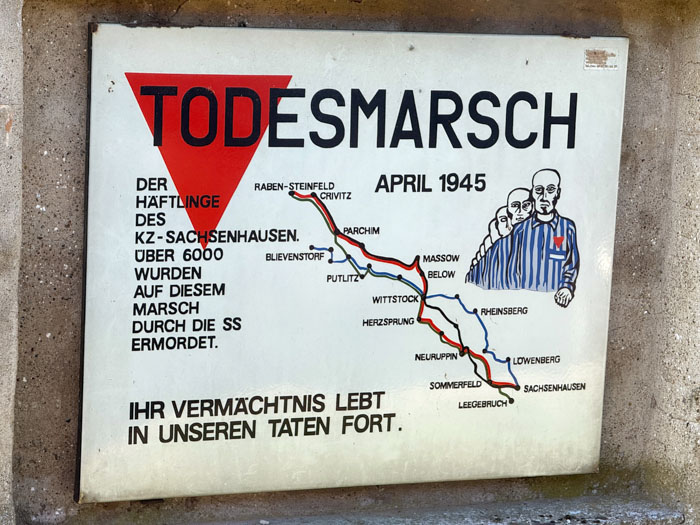 TODESMARSCH
APRIL 1945
DER
HÄFTLINGE
DES
KZ-SACHSENHAUSEN.
ÜBER 6000
WURDEN
AUF DIESEM
MARSCH
DURCH DIE SS
ERMORDET.
RABEN-STEINFELD
CRIVITZ
PARCHIM
BLIEVENSTORF
MASSOW
PUTLITZ
BELOW
WITTSTOCK
RHEINSBERG
HERZSPRUNG
NEURUPPIN
LÖWENBERG
SOMMERFELD
SACHSENHAUSEN
LEEGEBRUCH
IHR VERMÄCHTNIS LEBT
IN UNSEREN TATEN FORT.